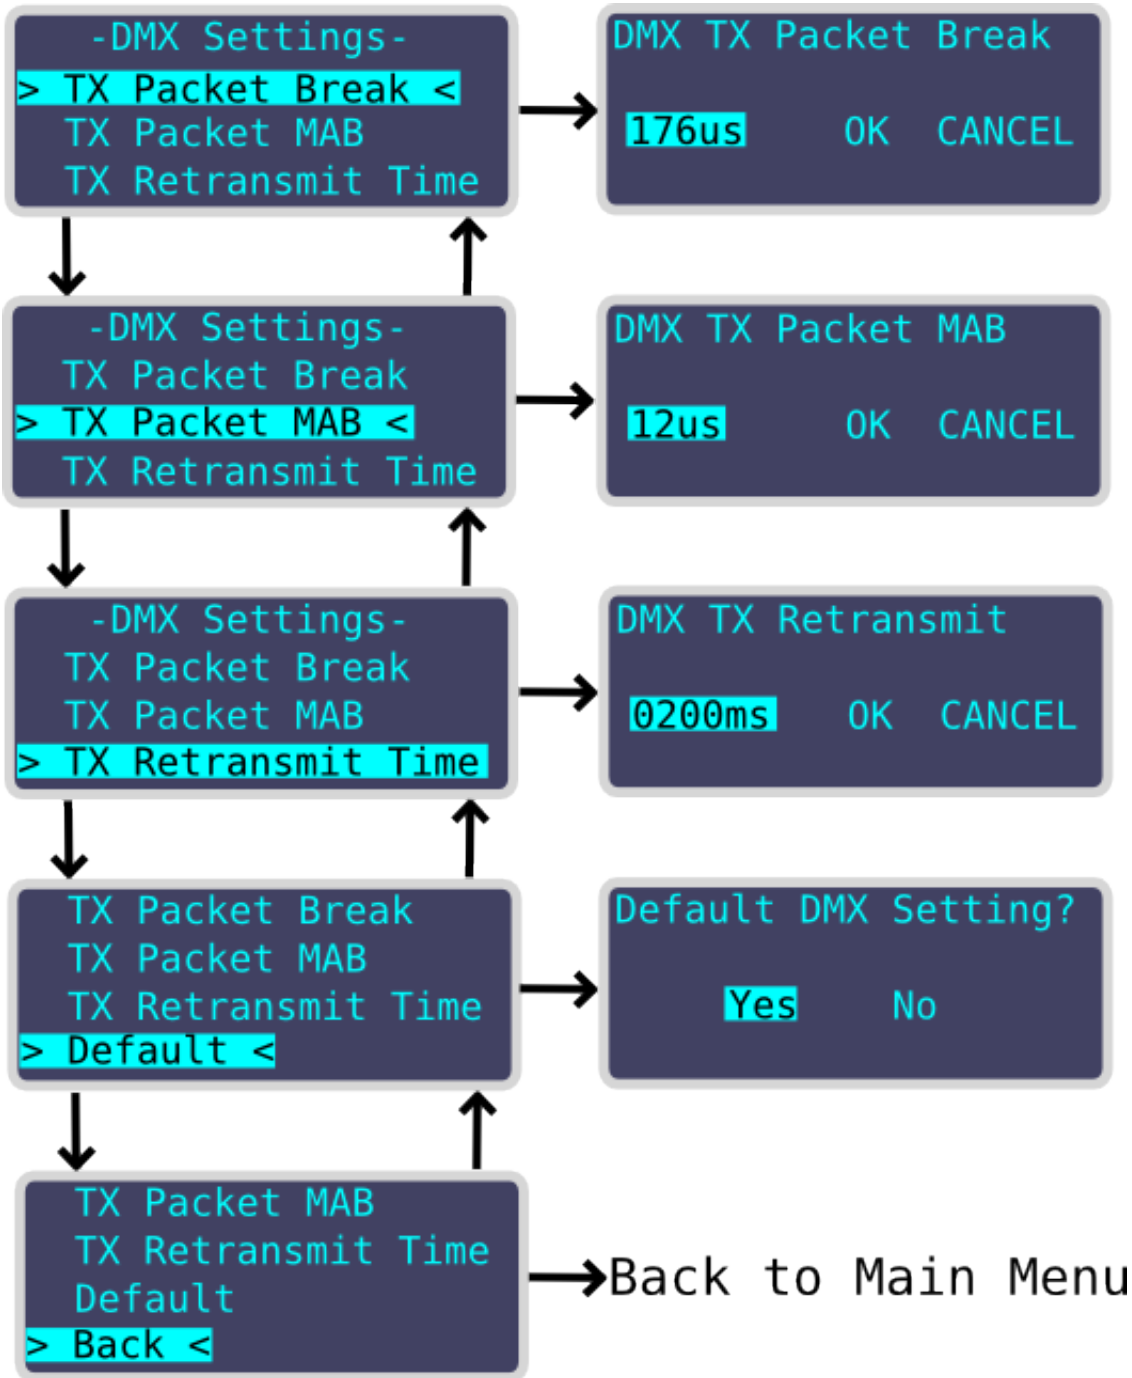 -DMX Settings-
> TX Packet Break <
TX Packet MAB
TX Retransmit Time
DMX TX Packet Break
176us OK CANCEL
-DMX Settings-
TX Packet Break
> TX Packet MAB <
TX Retransmit Time
DMX TX Packet MAB
12us OK CANCEL
-DMX Settings-
TX Packet Break
TX Packet MAB
> TX Retransmit Time
DMX TX Retransmit
0200ms OK CANCEL
TX Packet Break
TX Packet MAB
TX Retransmit Time
> Default <
Default DMX Setting?
Yes No
TX Packet MAB
TX Retransmit Time
Default
> Back <
Back to Main Menu